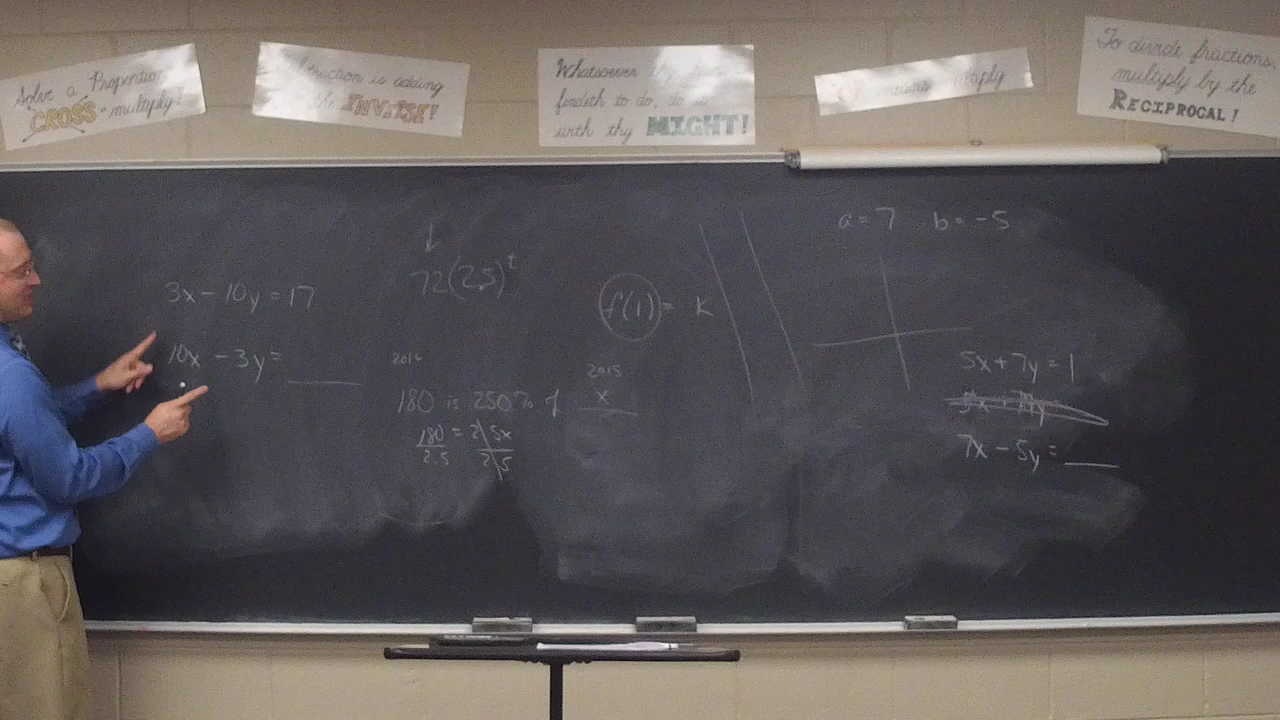 Solve a Proportion
CROSS-multiply!
Subtraction is adding
the INVERSE!
Whatsoever thy hand
findeth to do, do it
with thy MIGHT!
means multiply
To divide fractions,
multiply by the
RECIPROCAL!
3x - 10y = 17
10x - 3y = ____
↓
72(2.5)^t
2016
180 is 250% of
2015
x
180/2.5 = 2.5x/2.5
f(1) = K
a = 7 b = -5
5x + 7y = 1
7x - 5y = ____